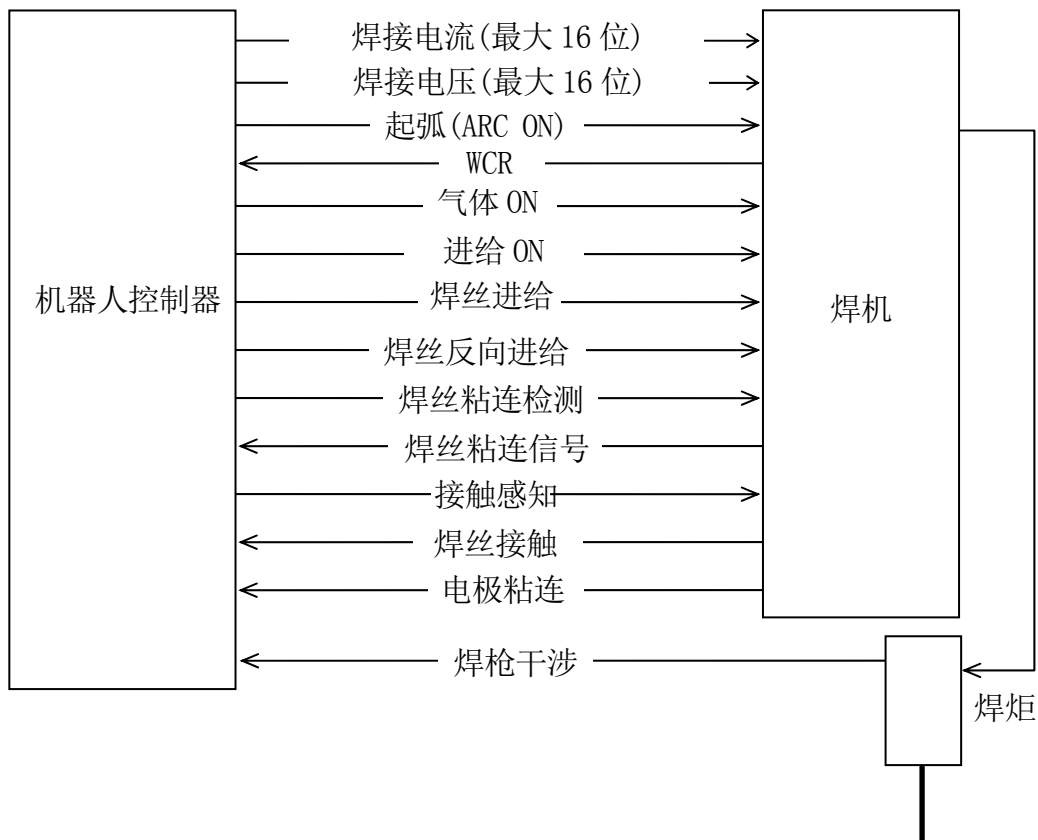 焊接电流(最大 16 位)
焊接电压(最大 16 位)
起弧(ARC ON)
WCR
气体 ON
进给 ON
机器人控制器
焊丝进给
焊机
焊丝反向进给
焊丝粘连检测
焊丝粘连信号
接触感知
焊丝接触
电极粘连
焊枪干涉
焊炬